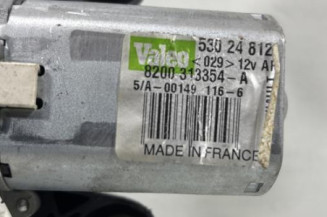 Valeo 530 24 812
<029> 12V AR
8200 313354-A
5/A-00149 116-6
MADE IN FRANCE